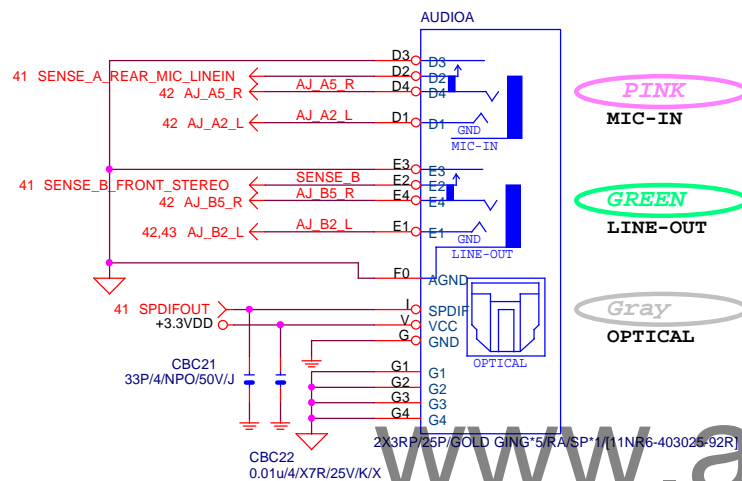 AUDIOA
D3 D3
41 SENSE_A_REAR_MIC_LINEIN D2 D2
42 AJ_A5_R AJ_A5_R D4 D4
PINK
42 AJ_A2_L AJ_A2_L D1 D1
MIC-IN
GND
MIC-IN
E3 E3
41 SENSE_B_FRONT_STEREO SENSE_B E2 E2
42 AJ_B5_R AJ_B5_R E4 E4
GREEN
42,43 AJ_B2_L AJ_B2_L E1 E1
LINE-OUT
GND
LINE-OUT
F0 AGND
41 SPDIFOUT I SPDIF
Gray
+3.3VDD V VCC
OPTICAL
G GND
OPTICAL
CBC21
33P/4/NPO/50V/J
G1 G1
G2 G2
G3 G3
G4 G4
2X3RP/25P/GOLD GING*5/RA/SP*1/[11NR6-403025-92R]
CBC22
0.01u/4/X7R/25V/K/X
www.a